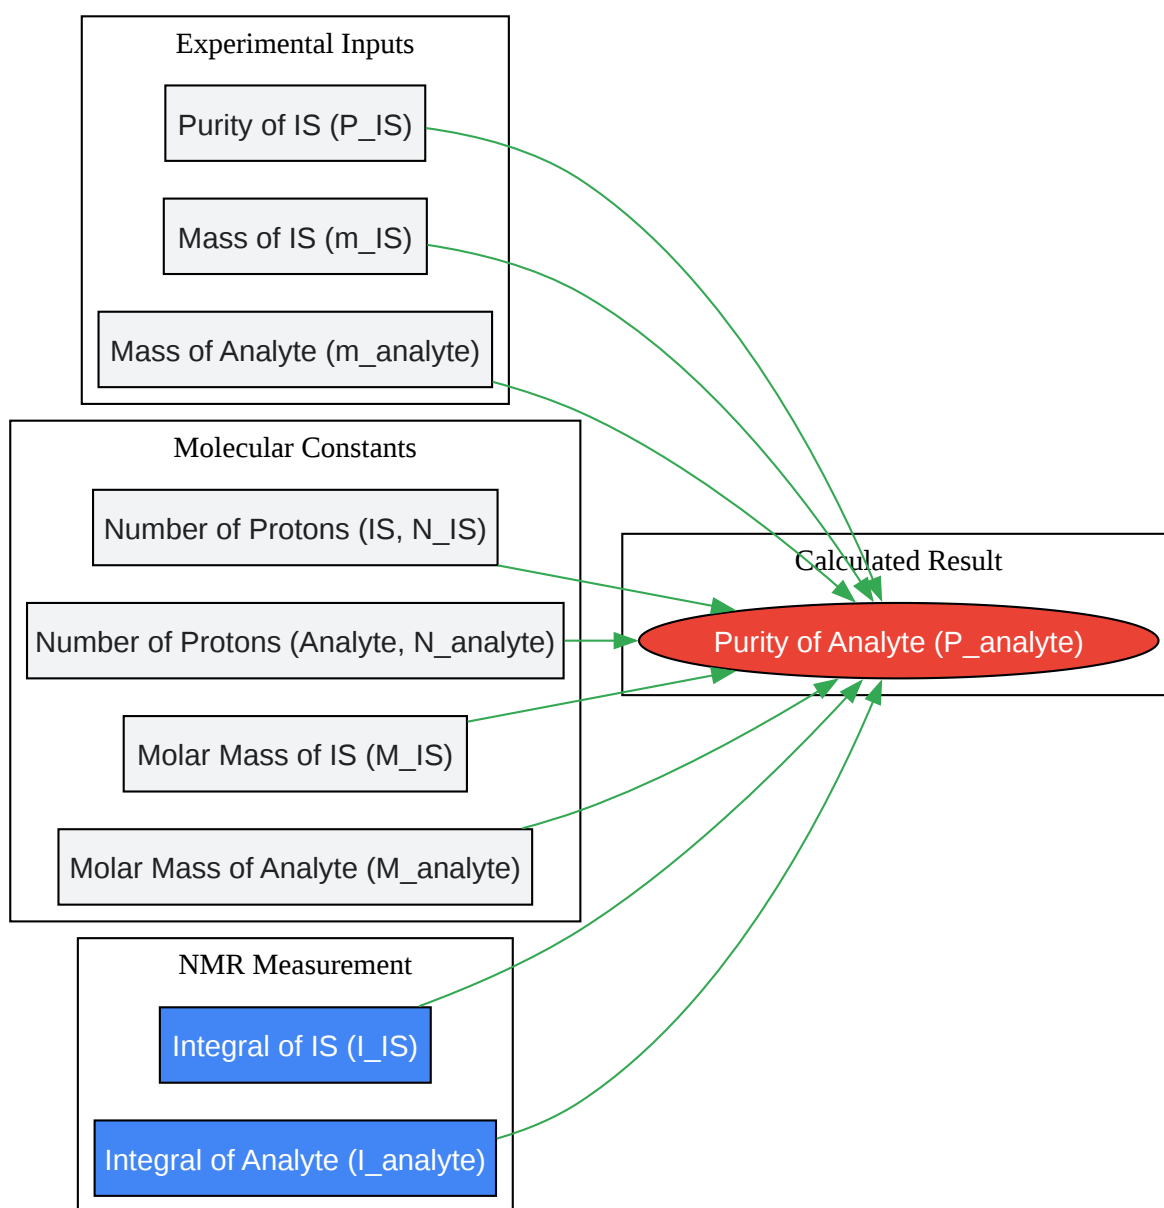 Experimental Inputs
Purity of IS (P_IS)
Mass of IS (m_IS)
Mass of Analyte (m_analyte)
Molecular Constants
Number of Protons (IS, N_IS)
Number of Protons (Analyte, N_analyte)
Molar Mass of IS (M_IS)
Molar Mass of Analyte (M_analyte)
NMR Measurement
Integral of IS (I_IS)
Integral of Analyte (I_analyte)
Calculated Result
Purity of Analyte (P_analyte)